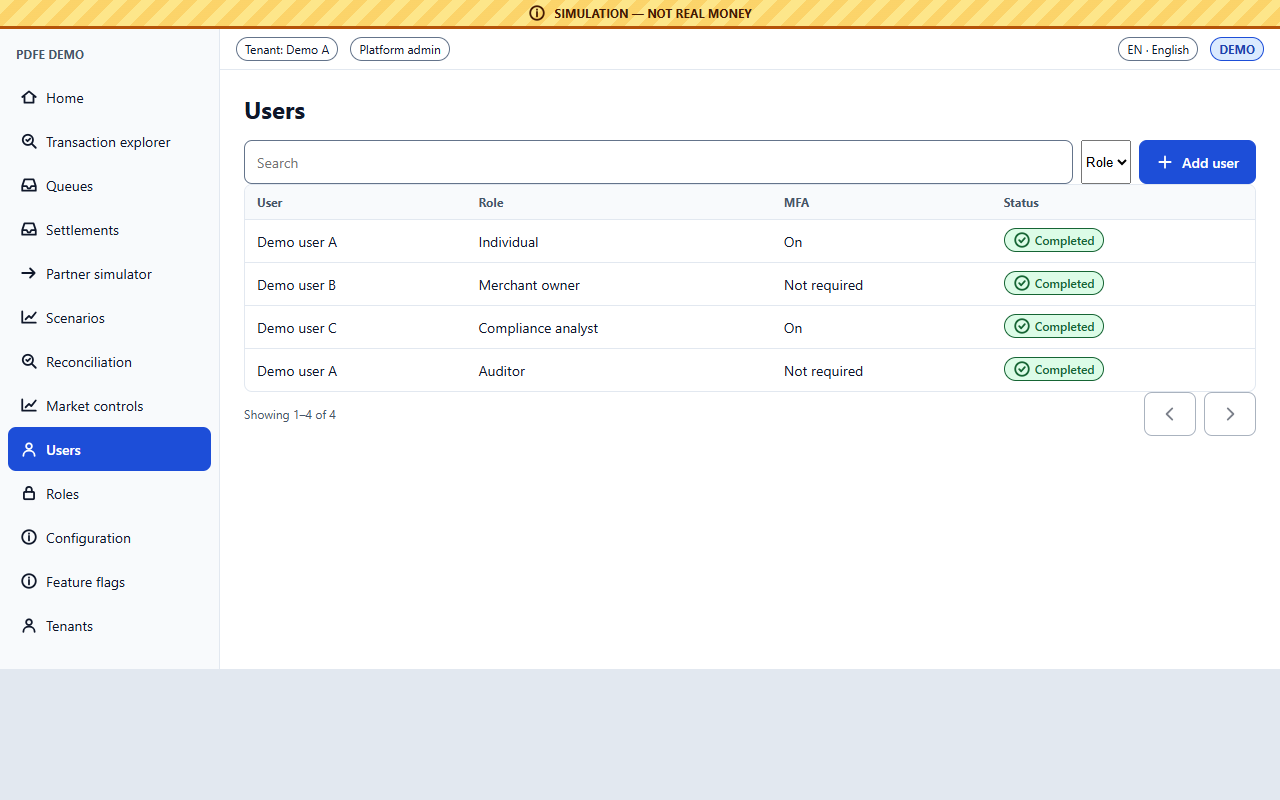 SIMULATION — NOT REAL MONEY
PDFE DEMO
Tenant: Demo A
Platform admin
EN · English
DEMO
Home
Transaction explorer
Queues
Settlements
Partner simulator
Scenarios
Reconciliation
Market controls
Users
Roles
Configuration
Feature flags
Tenants
Users
Search
Role
Add user
User Role MFA Status
Demo user A Individual On Completed
Demo user B Merchant owner Not required Completed
Demo user C Compliance analyst On Completed
Demo user A Auditor Not required Completed
Showing 1–4 of 4